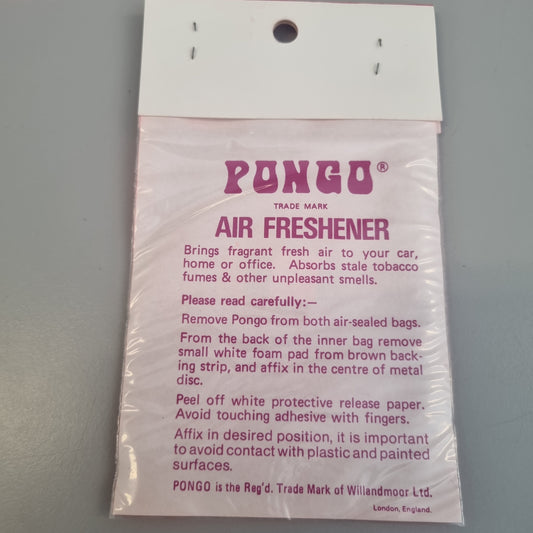 PONGO®
TRADE MARK
AIR FRESHENER
Brings fragrant fresh air to your car,
home or office. Absorbs stale tobacco
fumes & other unpleasant smells.
Please read carefully:—
Remove Pongo from both air-sealed bags.
From the back of the inner bag remove
small white foam pad from brown back-
ing strip, and affix in the centre of metal
disc.
Peel off white protective release paper.
Avoid touching adhesive with fingers.
Affix in desired position, it is important
to avoid contact with plastic and painted
surfaces.
PONGO is the Reg'd. Trade Mark of Willandmoor Ltd.
London, England.